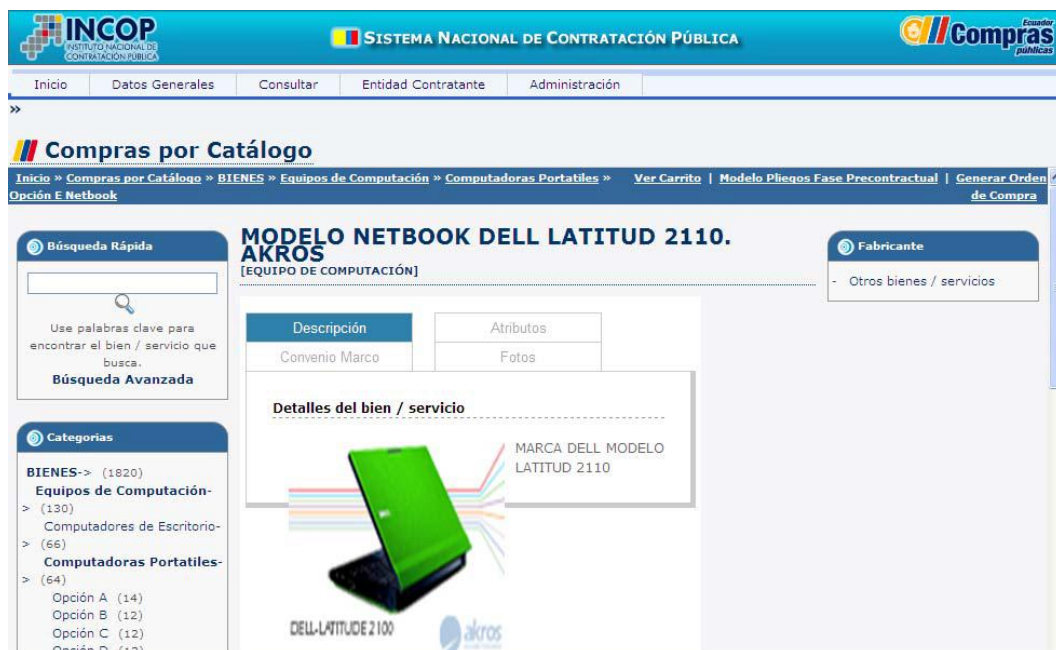 INCOP
INSTITUTO NACIONAL DE
CONTRATACIÓN PÚBLICA
SISTEMA NACIONAL DE CONTRATACIÓN PÚBLICA
Ecuador
Compras
públicas
Inicio Datos Generales Consultar Entidad Contratante Administración
»
Compras por Catálogo
Inicio » Compras por Catálogo » BIENES » Equipos de Computación » Computadoras Portatiles »
Opción E Netbook
Ver Carrito | Modelo Pliegos Fase Precontractual | Generar Orden
de Compra
Búsqueda Rápida
Use palabras clave para
encontrar el bien / servicio que
busca.
Búsqueda Avanzada
Categorias
BIENES-> (1820)
Equipos de Computación-
> (130)
Computadores de Escritorio-
> (66)
Computadoras Portatiles-
> (64)
Opción A (14)
Opción B (12)
Opción C (12)
Opción D (12)
MODELO NETBOOK DELL LATITUD 2110.
AKROS
[EQUIPO DE COMPUTACIÓN]
Descripción Atributos
Convenio Marco Fotos
Detalles del bien / servicio
MARCA DELL MODELO
LATITUD 2110
DELL-LATITUDE 2100
akros
Fabricante
- Otros bienes / servicios